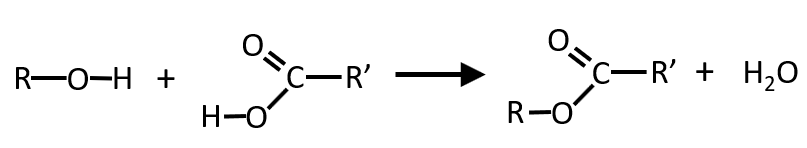 R—O—H + H—O—C(=O)—R’ → R—O—C(=O)—R’ + H₂O